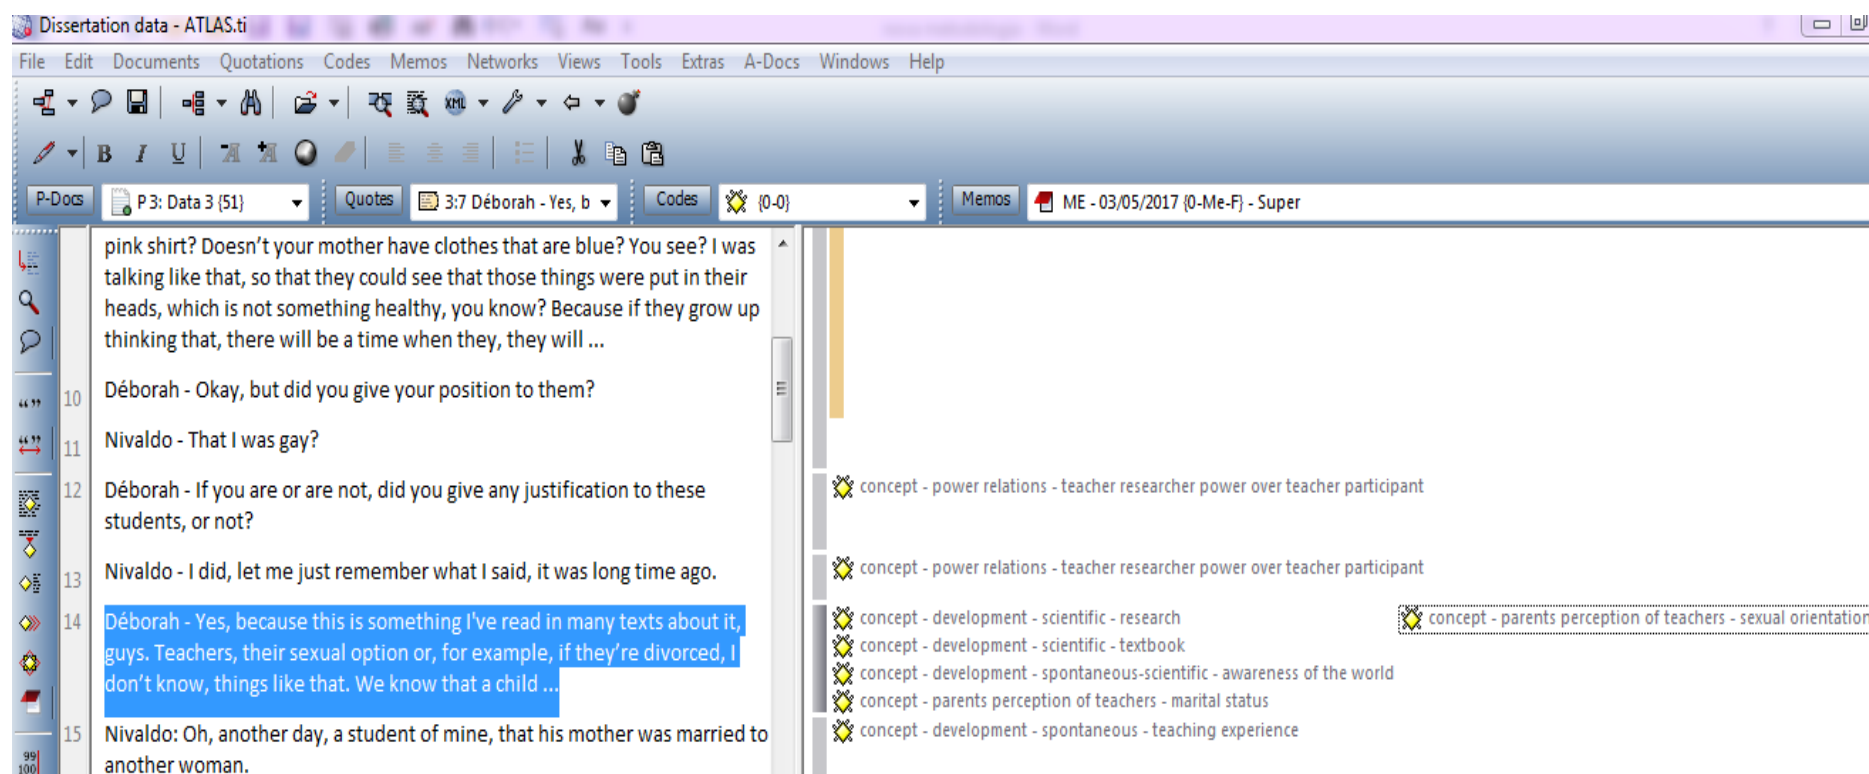 Dissertation data - ATLAS.ti
File Edit Documents Quotations Codes Memos Networks Views Tools Extras A-Docs Windows Help
XML
B I U A A
P-Docs P 3: Data 3 {51} Quotes 3:7 Déborah - Yes, b Codes {0-0} Memos ME - 03/05/2017 {0-Me-F} - Super
pink shirt? Doesn’t your mother have clothes that are blue? You see? I was
talking like that, so that they could see that those things were put in their
heads, which is not something healthy, you know? Because if they grow up
thinking that, there will be a time when they, they will ...
10 Déborah - Okay, but did you give your position to them?
11 Nivaldo - That I was gay?
12 Déborah - If you are or are not, did you give any justification to these
students, or not?
13 Nivaldo - I did, let me just remember what I said, it was long time ago.
14 Déborah - Yes, because this is something I've read in many texts about it,
guys. Teachers, their sexual option or, for example, if they’re divorced, I
don’t know, things like that. We know that a child ...
15 Nivaldo: Oh, another day, a student of mine, that his mother was married to
another woman.
99
100
concept - power relations - teacher researcher power over teacher participant
concept - power relations - teacher researcher power over teacher participant
concept - development - scientific - research concept - parents perception of teachers - sexual orientation
concept - development - scientific - textbook
concept - development - spontaneous-scientific - awareness of the world
concept - parents perception of teachers - marital status
concept - development - spontaneous - teaching experience